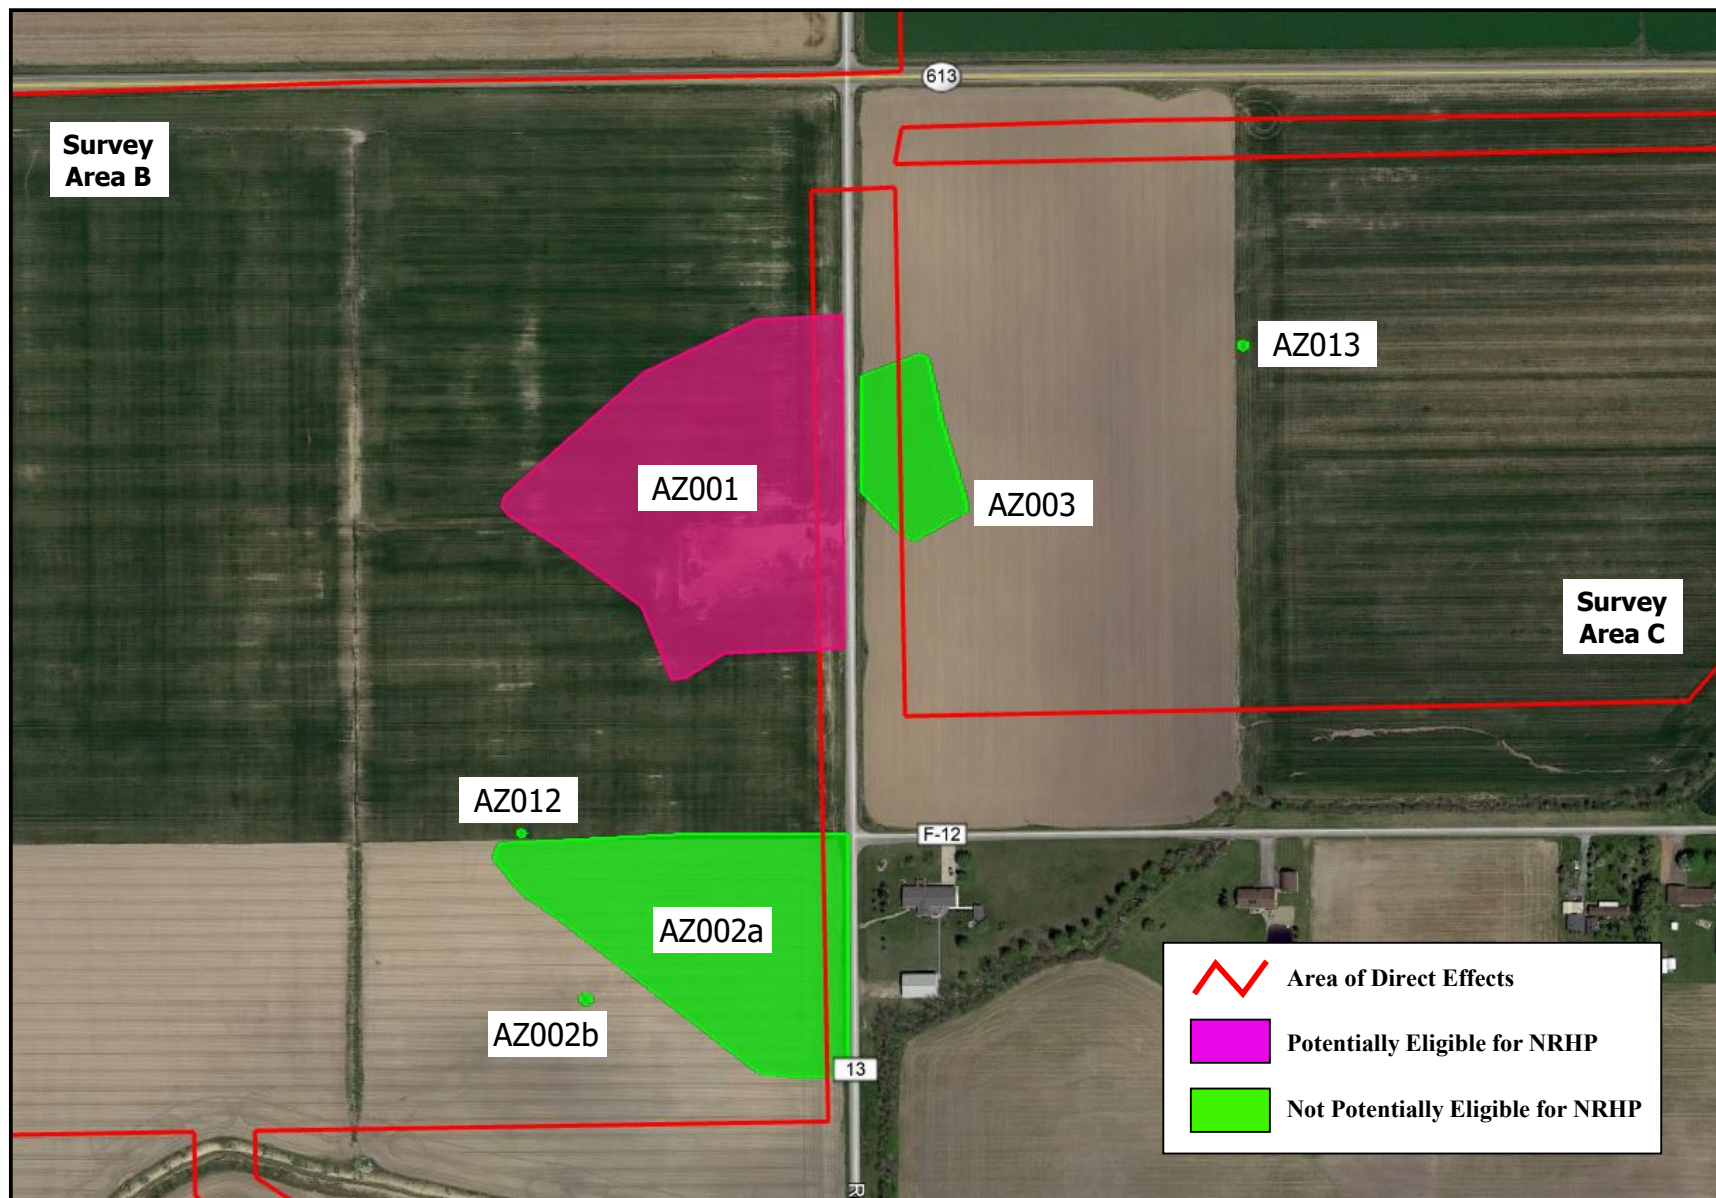 613
Survey
Area B
AZ013
AZ001
AZ003
Survey
Area C
AZ012
F-12
AZ002a
AZ002b
13
R
Area of Direct Effects
Potentially Eligible for NRHP
Not Potentially Eligible for NRHP